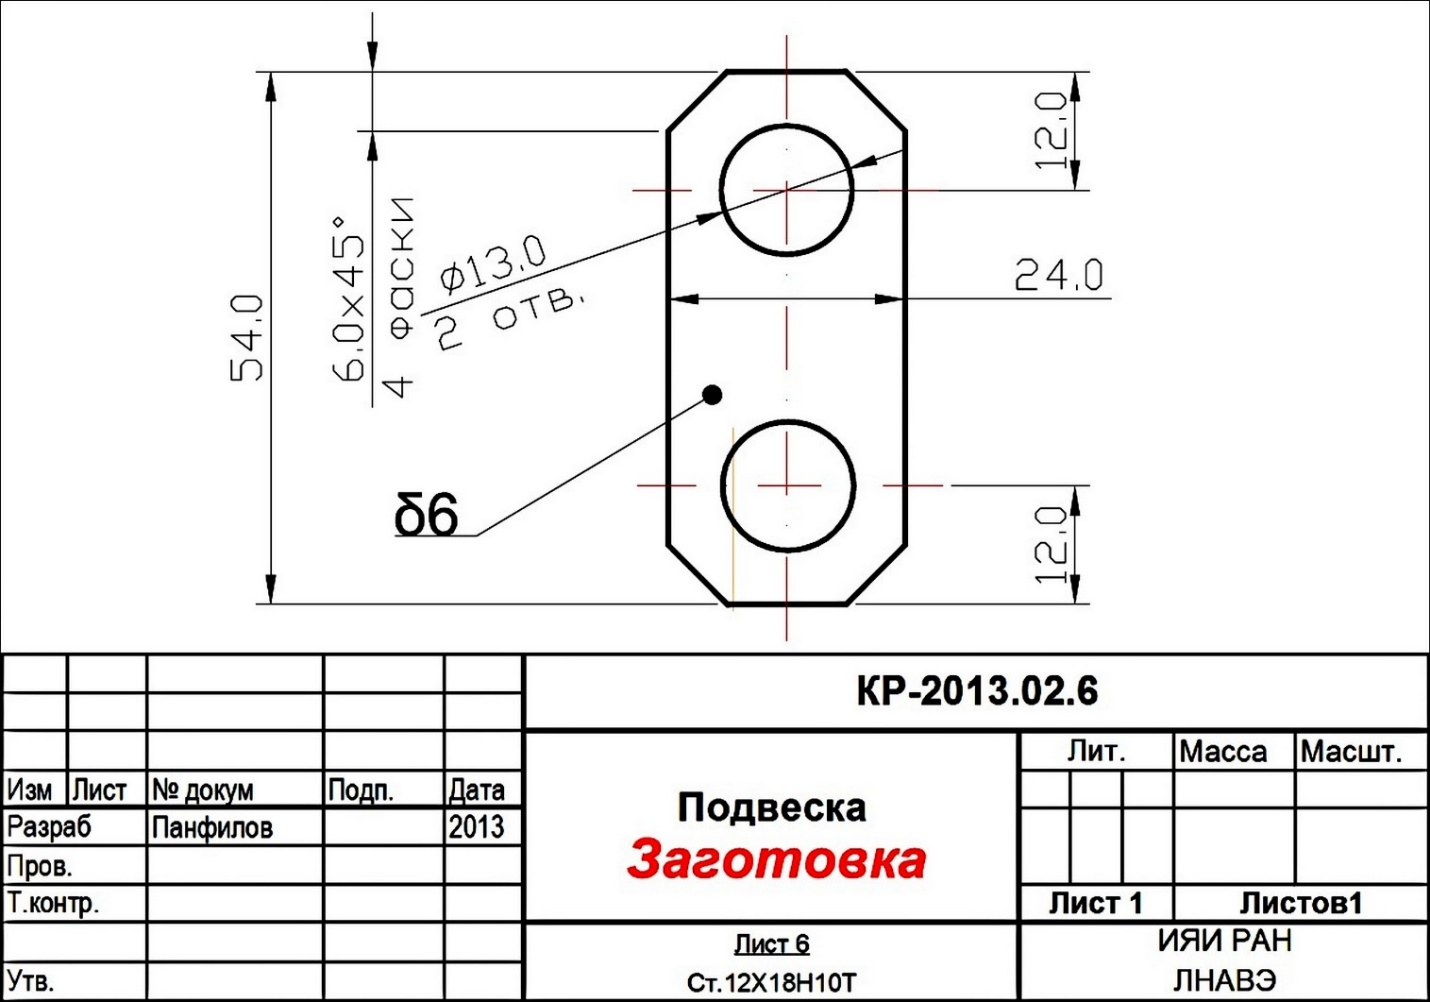 12.0
6.0x45°
4 фаски
⌀13.0
2 отв.
24.0
54.0
δ6
12.0
КР-2013.02.6
Лит. Масса Масшт.
Изм Лист № докум Подп. Дата
Подвеска
Разраб Панфилов 2013
Заготовка
Пров.
Т.контр.
Лист 1 Листов1
Лист 6
ИЯИ РАН
Утв.
Ст.12Х18Н10Т
ЛНАВЭ